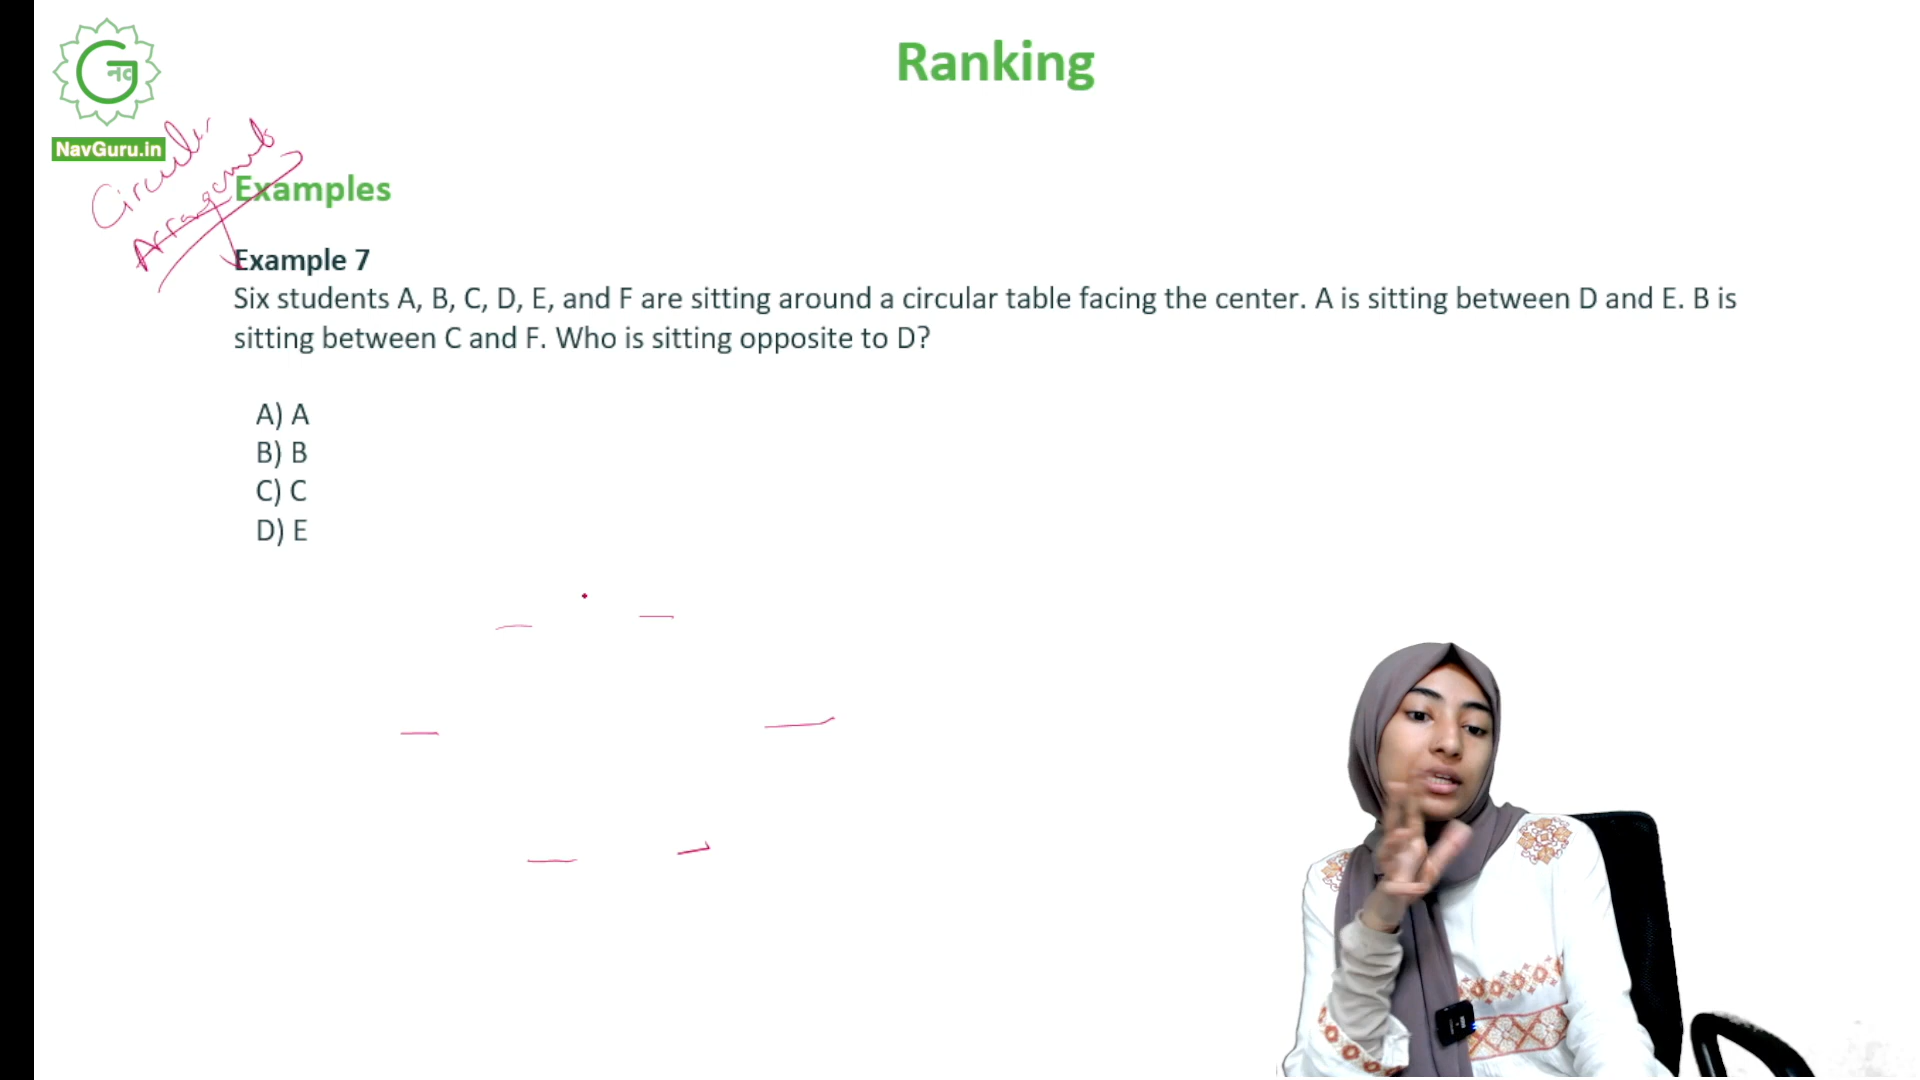 Ranking
नव
NavGuru.in
Circular
Arrangements
Examples
Example 7
Six students A, B, C, D, E, and F are sitting around a circular table facing the center. A is sitting between D and E. B is
sitting between C and F. Who is sitting opposite to D?
A) A
B) B
C) C
D) E